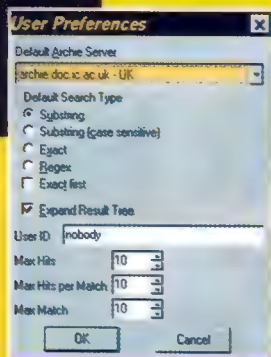 User Preferences
Default Archie Server
archie.doc.ic.ac.uk - UK
Default Search Type
Substring
Substring (case sensitive)
Exact
Regex
Exact first
Expand Result Tree
User ID nobody
Max Hits 10
Max Hits per Match 10
Max Match 10
OK Cancel